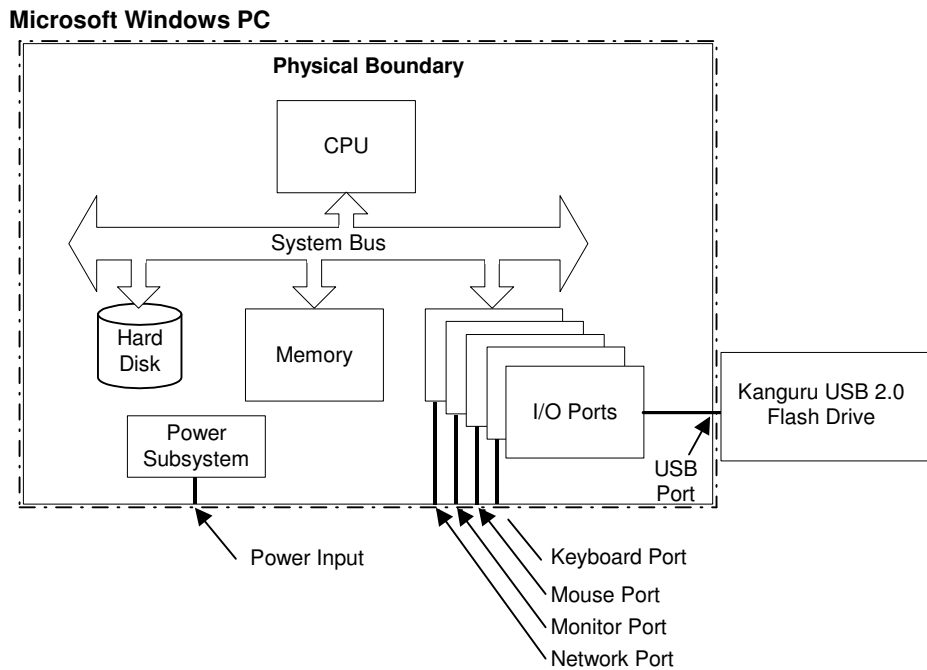 Microsoft Windows PC
Physical Boundary
CPU
System Bus
Hard
Disk
Memory
I/O Ports
Kanguru USB 2.0
Flash Drive
Power
Subsystem
USB
Port
Power Input
Keyboard Port
Mouse Port
Monitor Port
Network Port